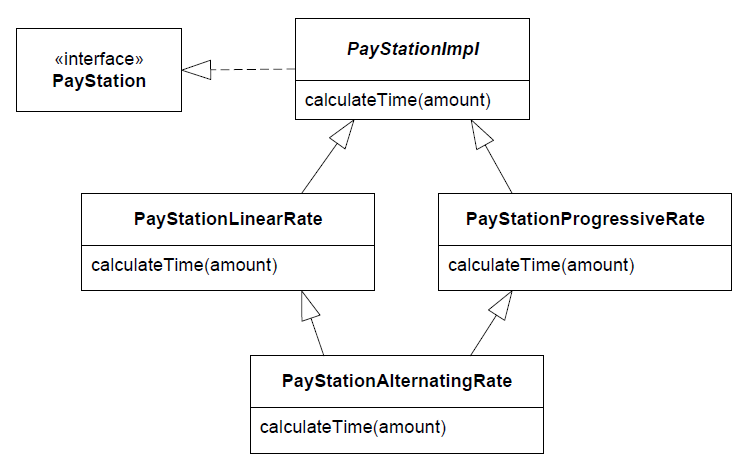 «interface»
PayStation
PayStationImpl
calculateTime(amount)
PayStationLinearRate
calculateTime(amount)
PayStationProgressiveRate
calculateTime(amount)
PayStationAlternatingRate
calculateTime(amount)